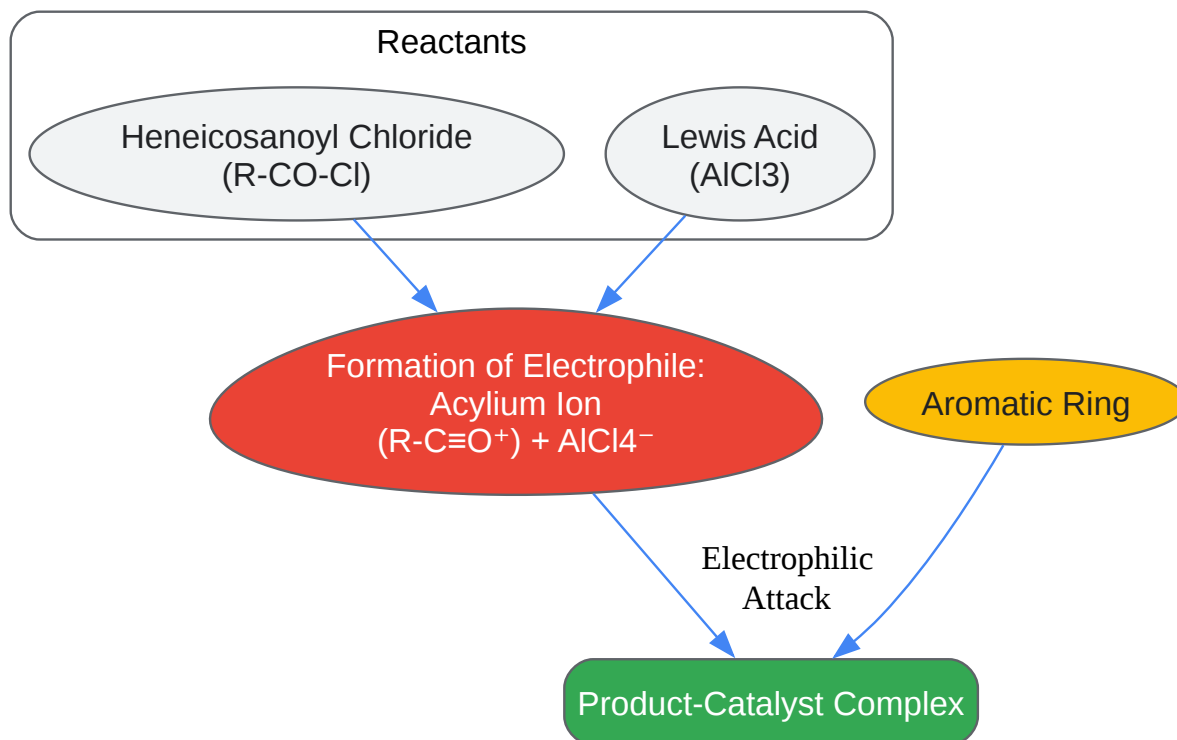 Reactants
Heneicosanoyl Chloride
(R-CO-Cl)
Lewis Acid
(AlCl3)
Formation of Electrophile:
Acylium Ion
(R-C≡O⁺) + AlCl4⁻
Aromatic Ring
Electrophilic
Attack
Product-Catalyst Complex